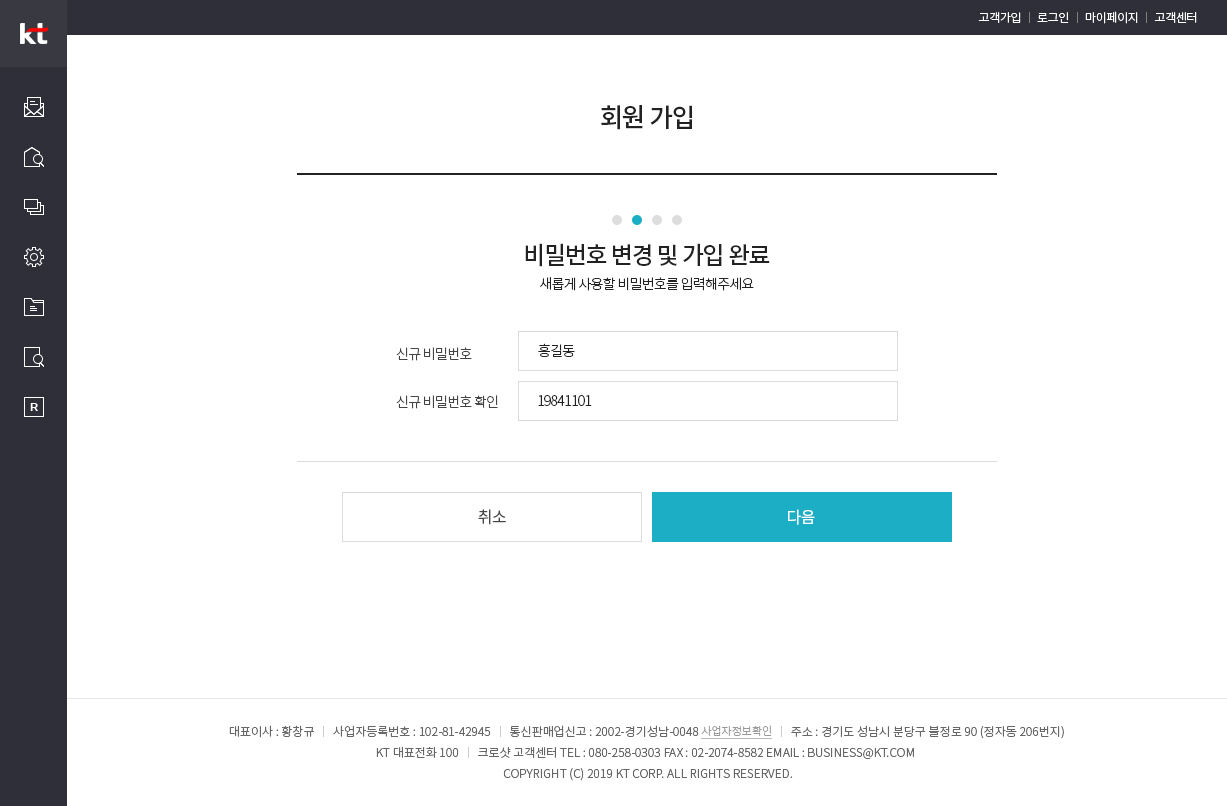 kt
고객가입 로그인 마이페이지 고객센터
회원 가입
비밀번호 변경 및 가입 완료
새롭게 사용할 비밀번호를 입력해주세요
신규 비밀번호 홍길동
신규 비밀번호 확인 19841101
취소 다음
R
대표이사 : 황창규 사업자등록번호 : 102-81-42945 통신판매업신고 : 2002-경기성남-0048 사업자정보확인 주소 : 경기도 성남시 분당구 불정로 90 (정자동 206번지)
KT 대표전화 100 크로샷 고객센터 TEL : 080-258-0303 FAX : 02-2074-8582 EMAIL : BUSINESS@KT.COM
COPYRIGHT (C) 2019 KT CORP. ALL RIGHTS RESERVED.